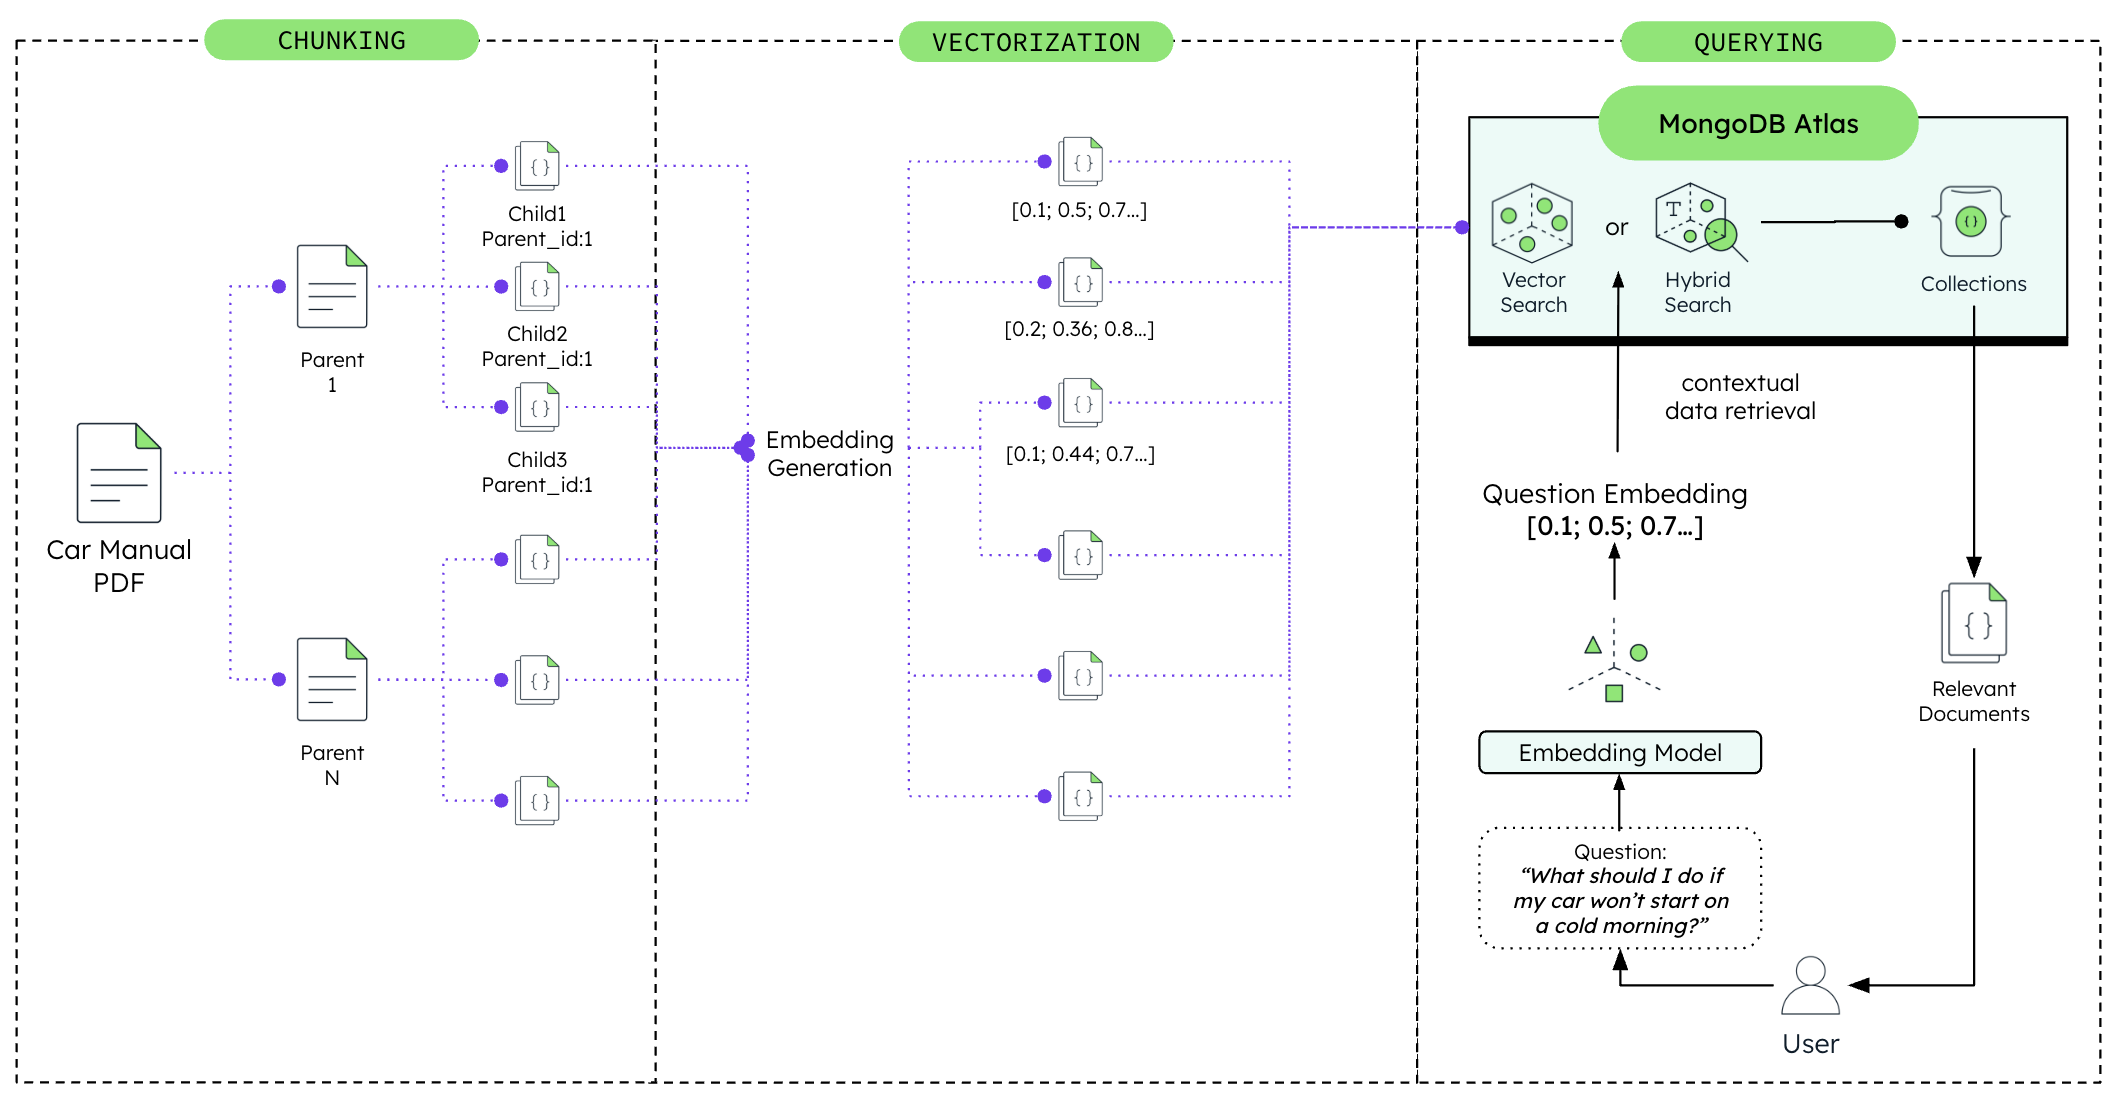 CHUNKING
VECTORIZATION
QUERYING
Car Manual
PDF
Parent
1
Parent
N
Child1
Parent_id:1
Child2
Parent_id:1
Child3
Parent_id:1
{ }
{ }
{ }
{ }
{ }
{ }
Embedding
Generation
{ }
[0.1; 0.5; 0.7...]
{ }
[0.2; 0.36; 0.8...]
{ }
[0.1; 0.44; 0.7...]
{ }
{ }
{ }
MongoDB Atlas
Vector
Search
or
T
Hybrid
Search
{ }
Collections
contextual
data retrieval
Question Embedding
[0.1; 0.5; 0.7...]
Embedding Model
Question:
“What should I do if
my car won’t start on
a cold morning?”
{ }
Relevant
Documents
User